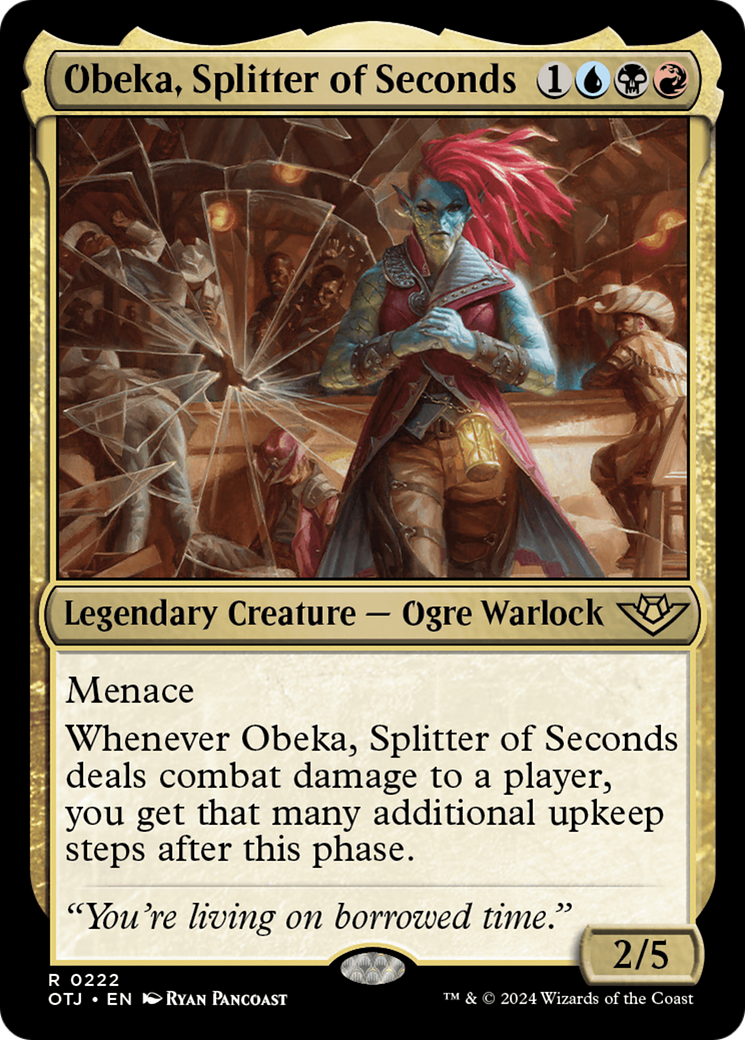 Obeka, Splitter of Seconds 1
Legendary Creature — Ogre Warlock
Menace
Whenever Obeka, Splitter of Seconds
deals combat damage to a player,
you get that many additional upkeep
steps after this phase.
“You’re living on borrowed time.”
2/5
R 0222
OTJ • EN Ryan Pancoast
™ & © 2024 Wizards of the Coast